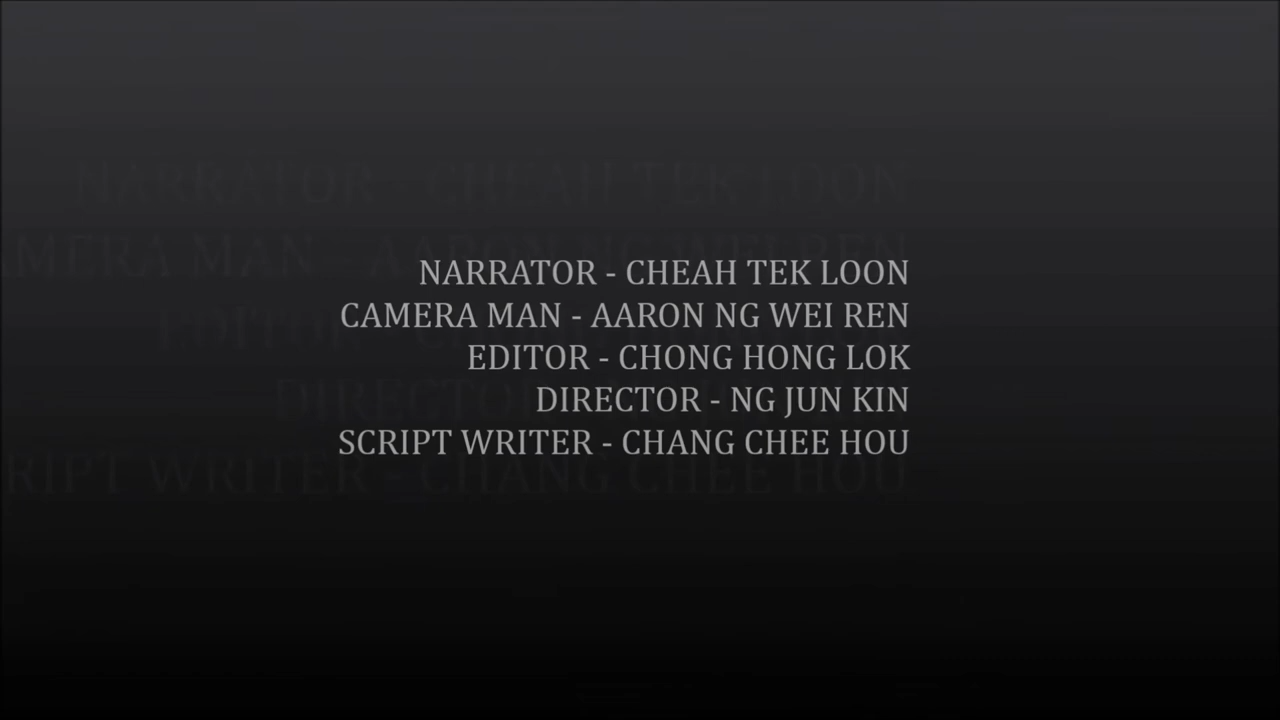 NARRATOR - CHEAH TEK LOON
CAMERA MAN - AARON NG WEI REN
EDITOR - CHONG HONG LOK
DIRECTOR - NG JUN KIN
SCRIPT WRITER - CHANG CHEE HOU